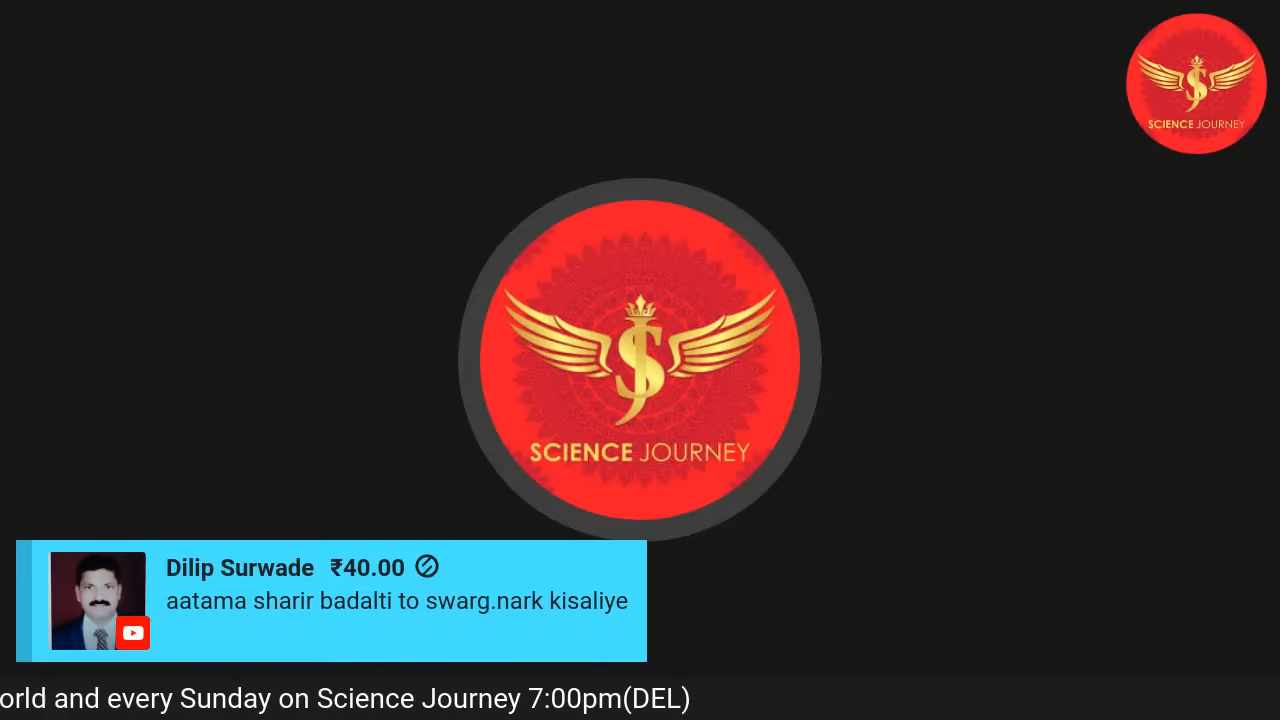 SCIENCE JOURNEY
SCIENCE JOURNEY
Dilip Surwade ₹40.00
aatama sharir badalti to swarg.nark kisaliye
orld and every Sunday on Science Journey 7:00pm(DEL)